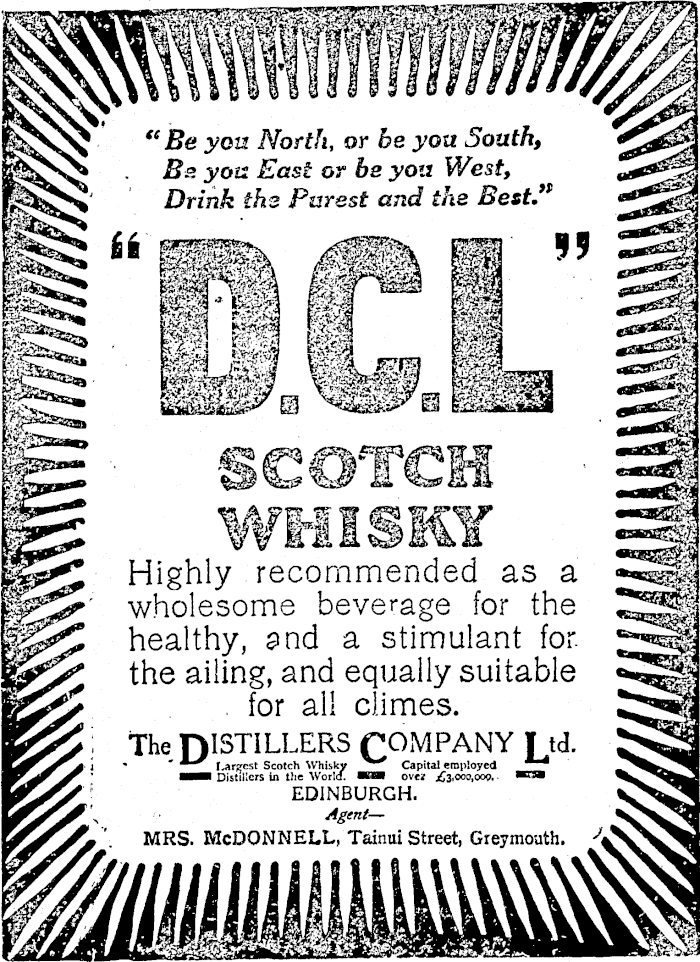 “Be you North, or be you South,
Be you East or be you West,
Drink the Purest and the Best.”
“D.C.L”
SCOTCH
WHISKY
Highly recommended as a
wholesome beverage for the
healthy, and a stimulant for
the ailing, and equally suitable
for all climes.
The DISTILLERS COMPANY Ltd.
Largest Scotch Whisky
Distillers in the World.
Capital employed
over £3,000,000.
EDINBURGH.
Agent—
MRS. McDONNELL, Tainui Street, Greymouth.